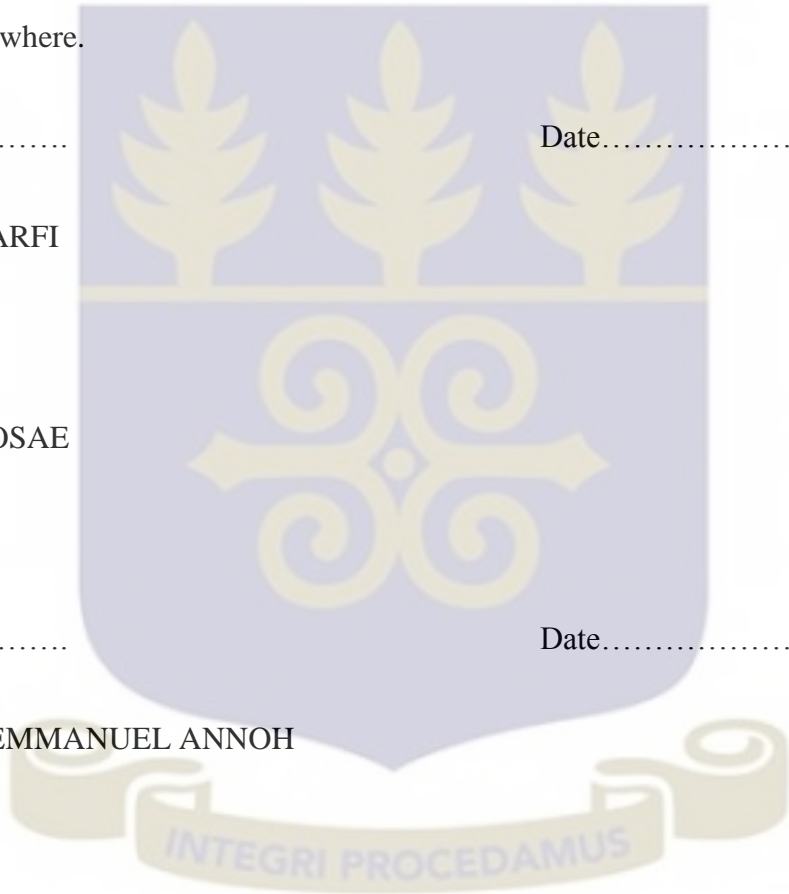 where.
……. Date………………
ARFI
OSAE
……. Date………………
EMMANUEL ANNOH
INTEGRI PROCEDAMUS